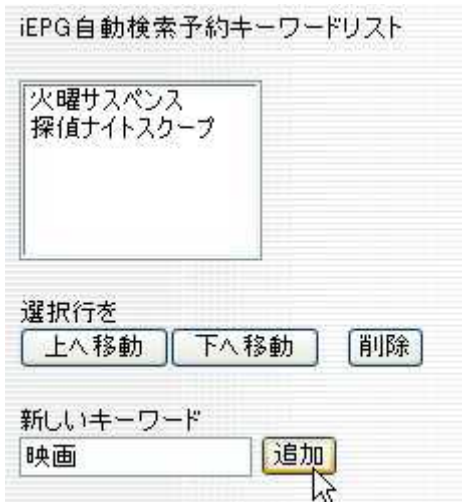 iEPG自動検索予約キーワードリスト
火曜サスペンス
探偵ナイトスクープ
選択行を
上へ移動 下へ移動 削除
新しいキーワード
映画 追加